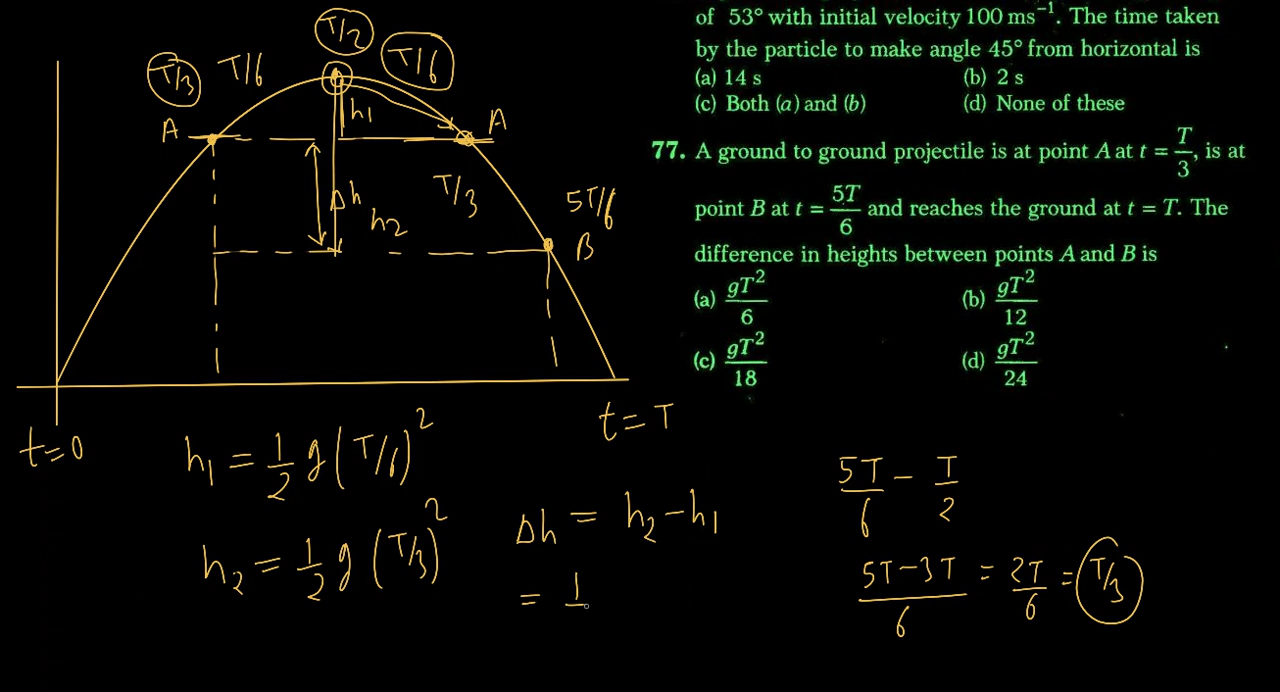 of 53° with initial velocity 100 ms⁻¹. The time taken
by the particle to make angle 45° from horizontal is
(a) 14 s (b) 2 s
(c) Both (a) and (b) (d) None of these
77. A ground to ground projectile is at point A at t = T/3, is at
point B at t = 5T/6 and reaches the ground at t = T. The
difference in heights between points A and B is
(a) gT²/6 (b) gT²/12
(c) gT²/18 (d) gT²/24
T/2
T/3 T/6 T/6
A h₁ A
Δh T/3 5T/6
h₂ B
t=0 t=T
h₁ = 1/2 g(T/6)²
h₂ = 1/2 g(T/3)²
Δh = h₂-h₁
= 1
5T/6 - T/2
5T-3T/6 = 2T/6 = T/3